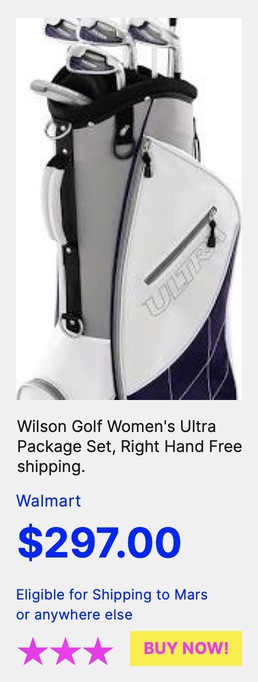 ULTRA
Wilson Golf Women's Ultra
Package Set, Right Hand Free
shipping.
Walmart
$297.00
Eligible for Shipping to Mars
or anywhere else
BUY NOW!